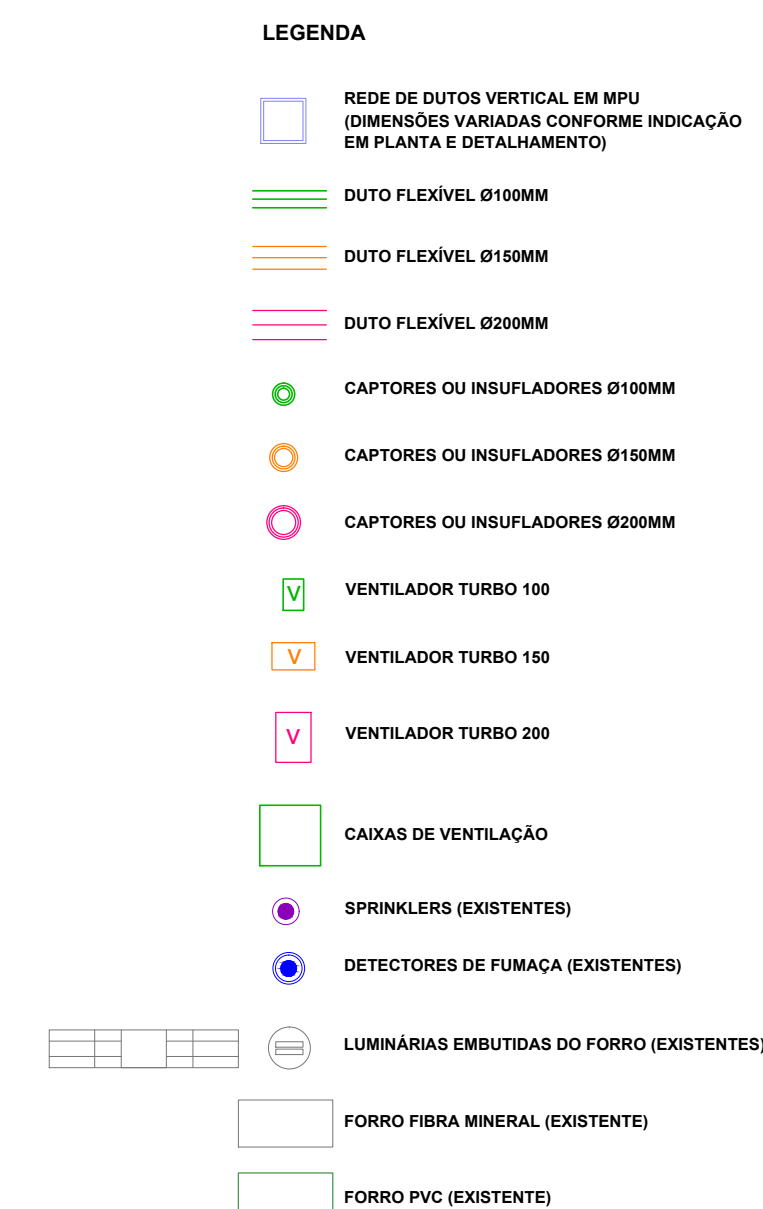 LEGENDA
REDE DE DUTOS VERTICAL EM MPU
(DIMENSÕES VARIADAS CONFORME INDICAÇÃO
EM PLANTA E DETALHAMENTO)
DUTO FLEXÍVEL Ø100MM
DUTO FLEXÍVEL Ø150MM
DUTO FLEXÍVEL Ø200MM
CAPTORES OU INSUFLADORES Ø100MM
CAPTORES OU INSUFLADORES Ø150MM
CAPTORES OU INSUFLADORES Ø200MM
V VENTILADOR TURBO 100
V VENTILADOR TURBO 150
V VENTILADOR TURBO 200
CAIXAS DE VENTILAÇÃO
SPRINKLERS (EXISTENTES)
DETECTORES DE FUMAÇA (EXISTENTES)
LUMINÁRIAS EMBUTIDAS DO FORRO (EXISTENTES)
FORRO FIBRA MINERAL (EXISTENTE)
FORRO PVC (EXISTENTE)